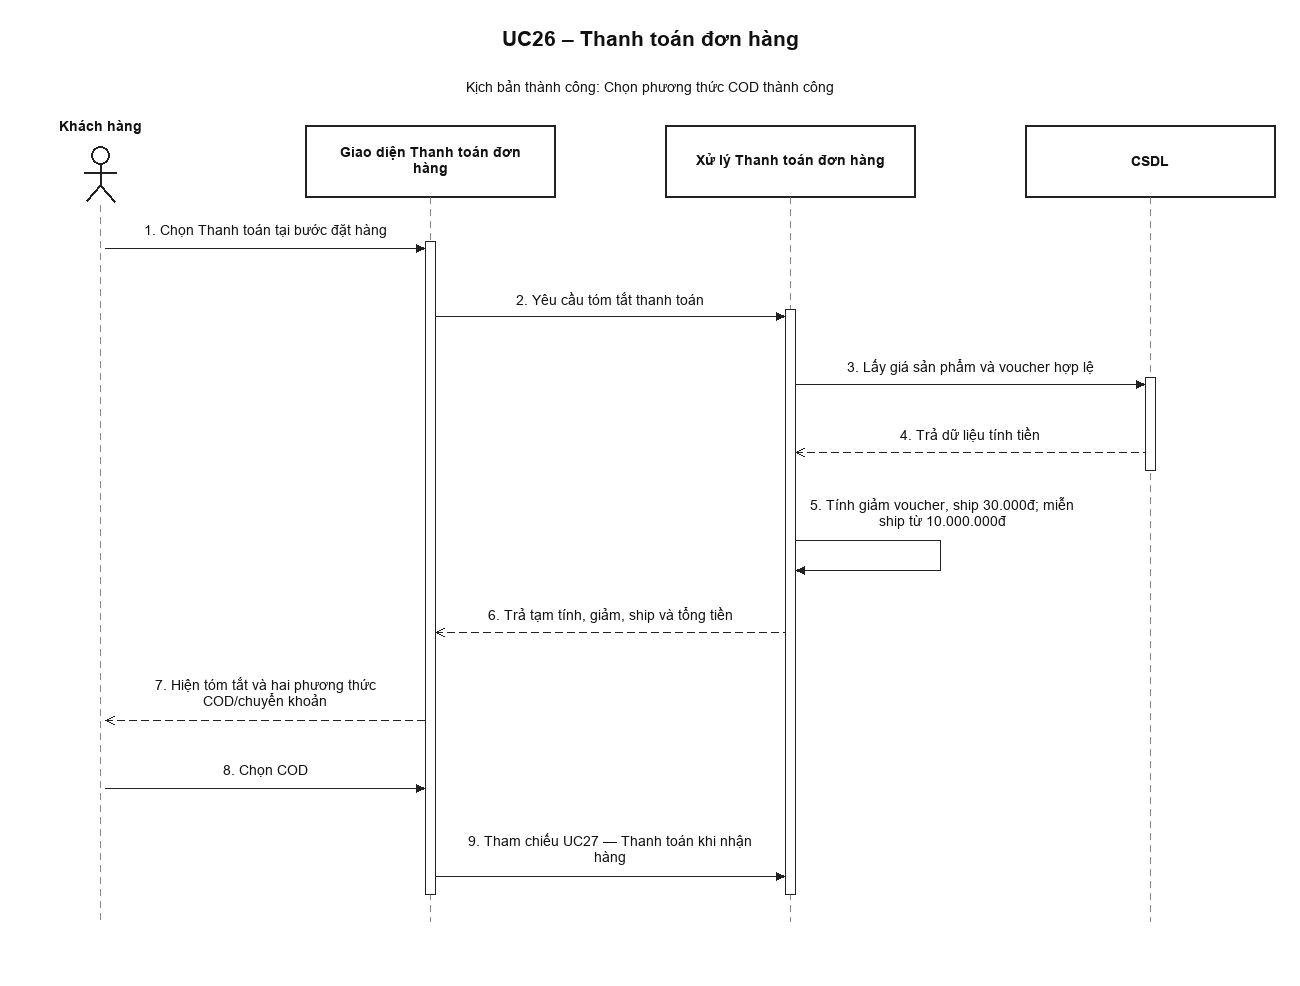 UC26 – Thanh toán đơn hàng
Kịch bản thành công: Chọn phương thức COD thành công
Khách hàng
Giao diện Thanh toán đơn
hàng
Xử lý Thanh toán đơn hàng
CSDL
1. Chọn Thanh toán tại bước đặt hàng
2. Yêu cầu tóm tắt thanh toán
3. Lấy giá sản phẩm và voucher hợp lệ
4. Trả dữ liệu tính tiền
5. Tính giảm voucher, ship 30.000đ; miễn
ship từ 10.000.000đ
6. Trả tạm tính, giảm, ship và tổng tiền
7. Hiện tóm tắt và hai phương thức
COD/chuyển khoản
8. Chọn COD
9. Tham chiếu UC27 — Thanh toán khi nhận
hàng